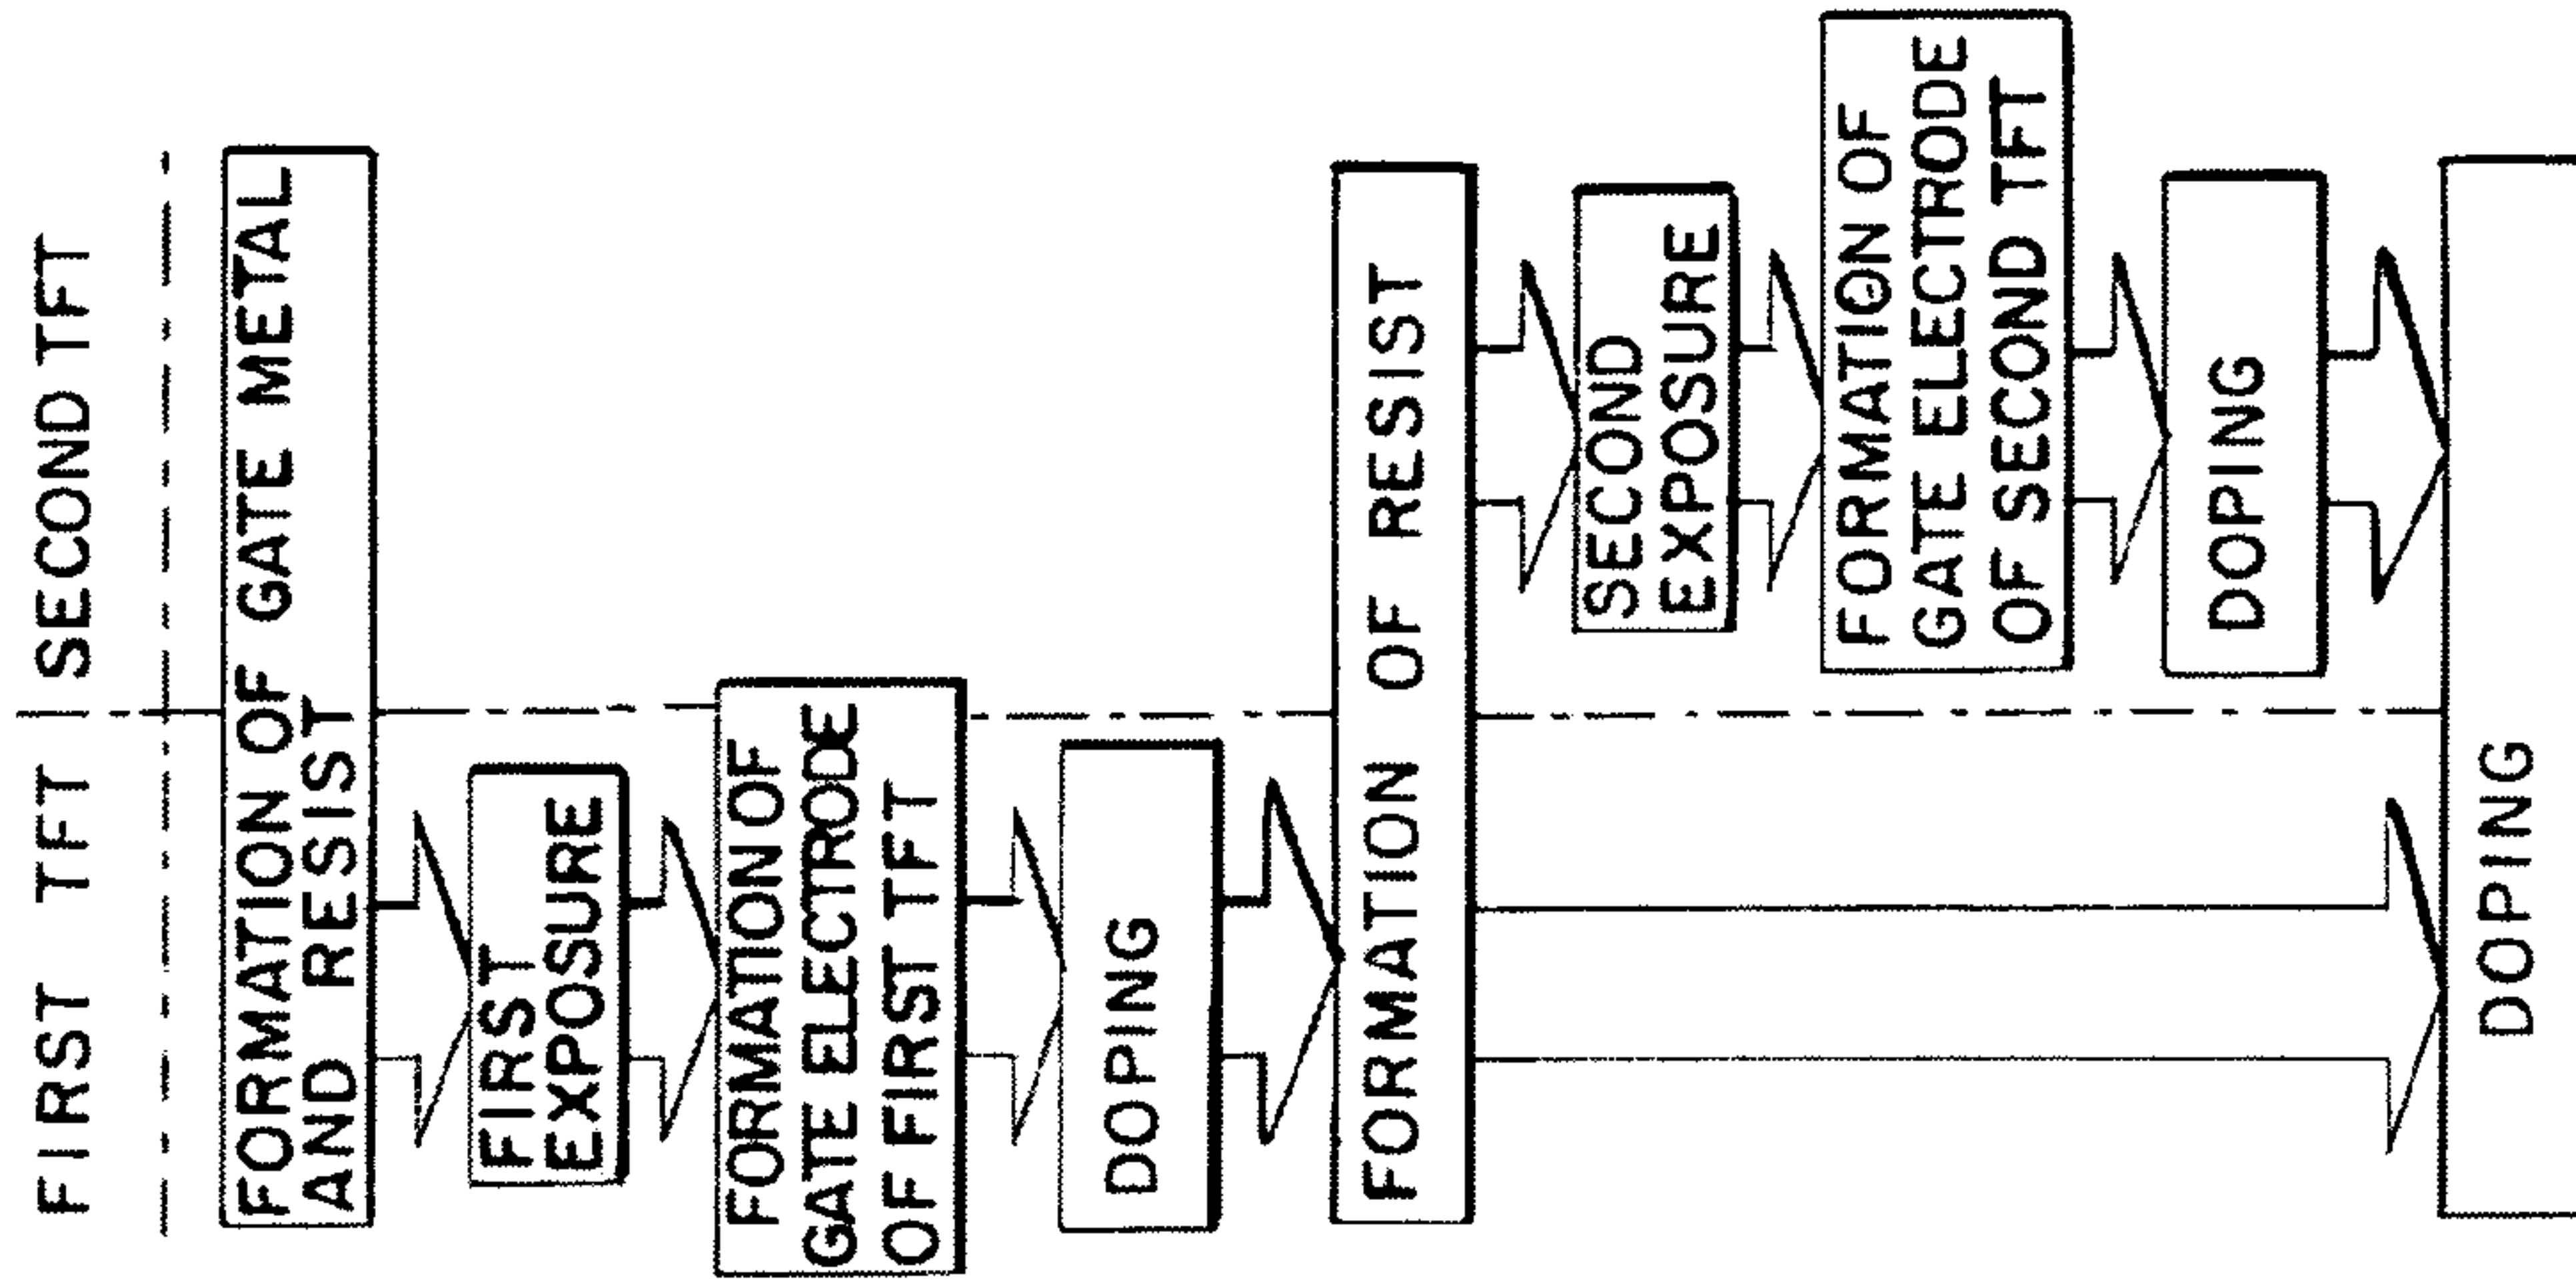 FIRST TFT
SECOND TFT
FORMATION OF GATE METAL
AND RESIST
FIRST
EXPOSURE
FORMATION OF
GATE ELECTRODE
OF FIRST TFT
DOPING
FORMATION OF RESIST
SECOND
EXPOSURE
FORMATION OF
GATE ELECTRODE
OF SECOND TFT
DOPING
DOPING